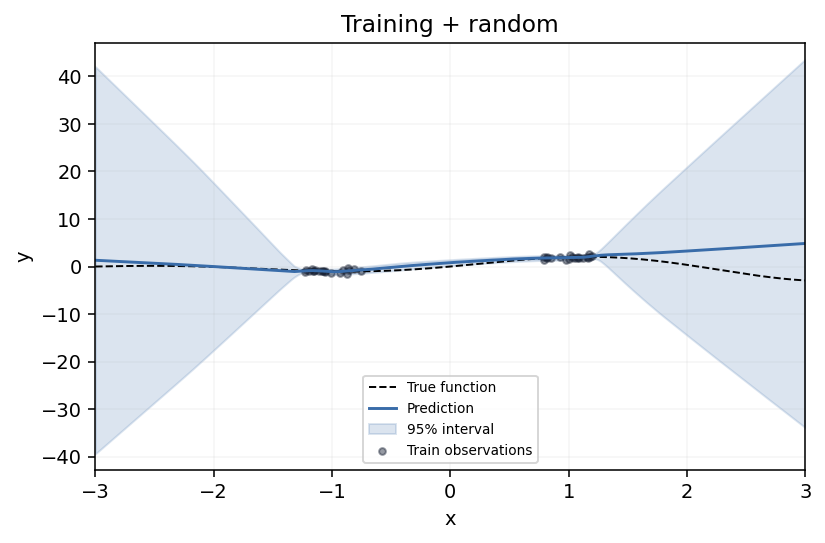 Training + random
40
30
20
10
0
−10
−20
−30
−40
y
−3
−2
−1
0
1
2
3
x
True function
Prediction
95% interval
Train observations